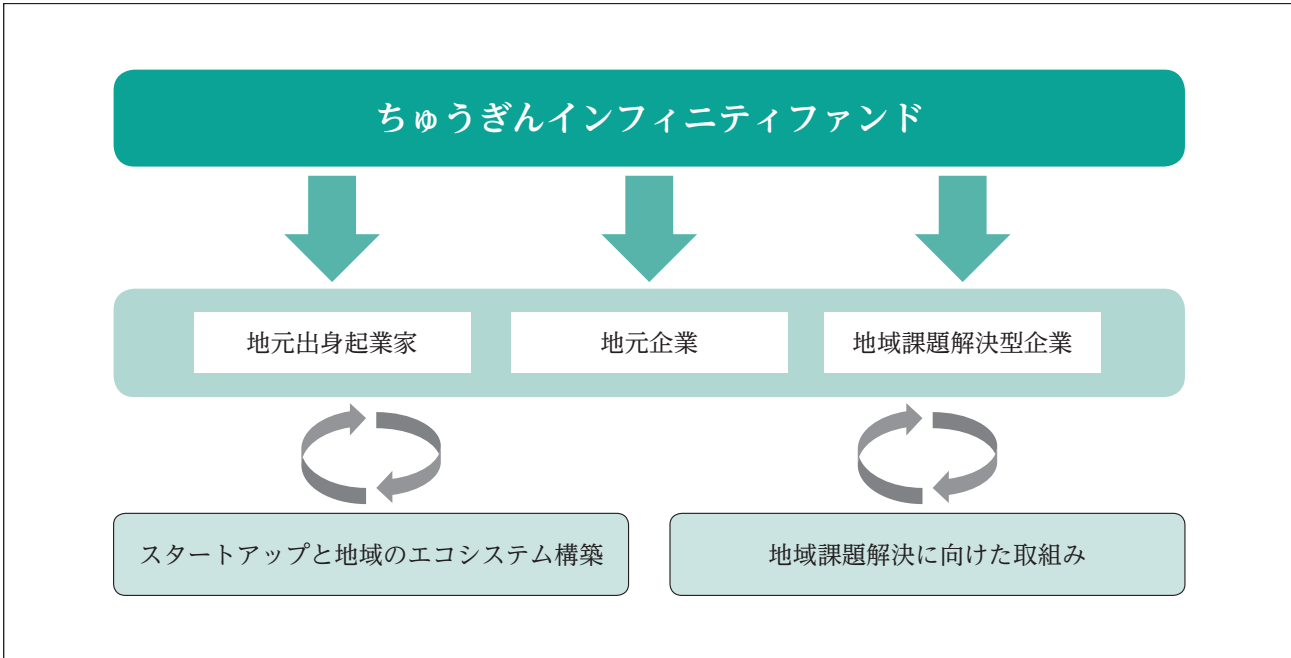 ちゅうぎんインフィニティファンド
地元出身起業家
地元企業
地域課題解決型企業
スタートアップと地域のエコシステム構築
地域課題解決に向けた取組み